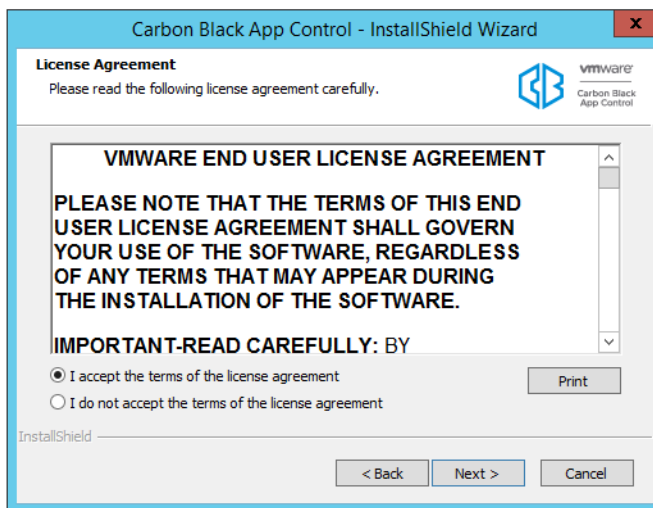 Carbon Black App Control - InstallShield Wizard
x
License Agreement
Please read the following license agreement carefully.
vmware
Carbon Black
App Control
VMWARE END USER LICENSE AGREEMENT
PLEASE NOTE THAT THE TERMS OF THIS END
USER LICENSE AGREEMENT SHALL GOVERN
YOUR USE OF THE SOFTWARE, REGARDLESS
OF ANY TERMS THAT MAY APPEAR DURING
THE INSTALLATION OF THE SOFTWARE.
IMPORTANT-READ CAREFULLY: BY
I accept the terms of the license agreement
Print
I do not accept the terms of the license agreement
InstallShield
< Back
Next >
Cancel